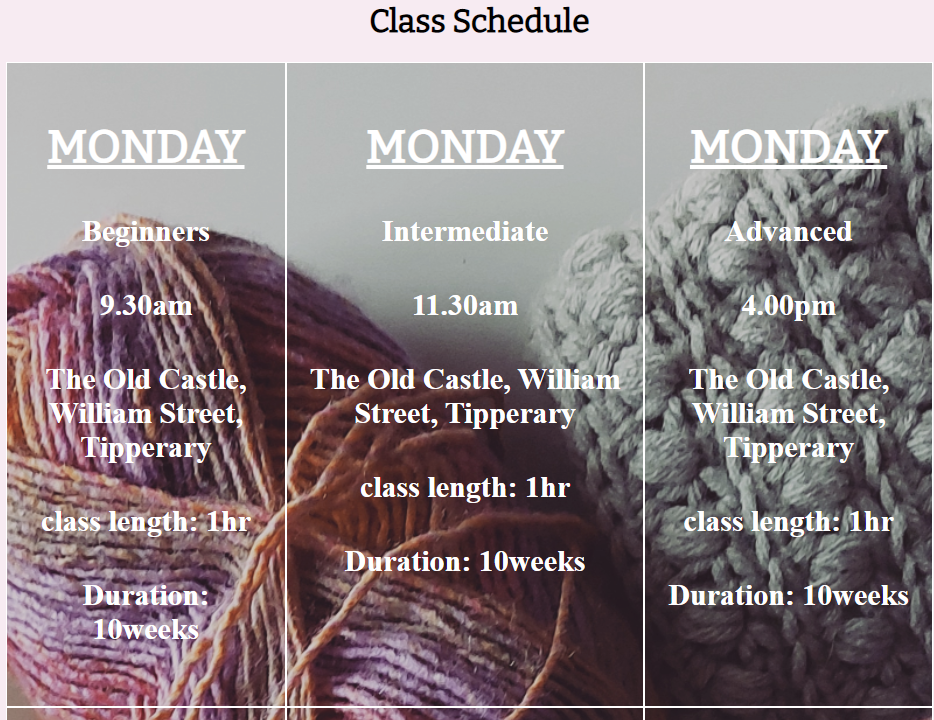 Class Schedule
MONDAY
Beginners
9.30am
The Old Castle,
William Street,
Tipperary
class length: 1hr
Duration:
10weeks
MONDAY
Intermediate
11.30am
The Old Castle, William
Street, Tipperary
class length: 1hr
Duration: 10weeks
MONDAY
Advanced
4.00pm
The Old Castle,
William Street,
Tipperary
class length: 1hr
Duration: 10weeks